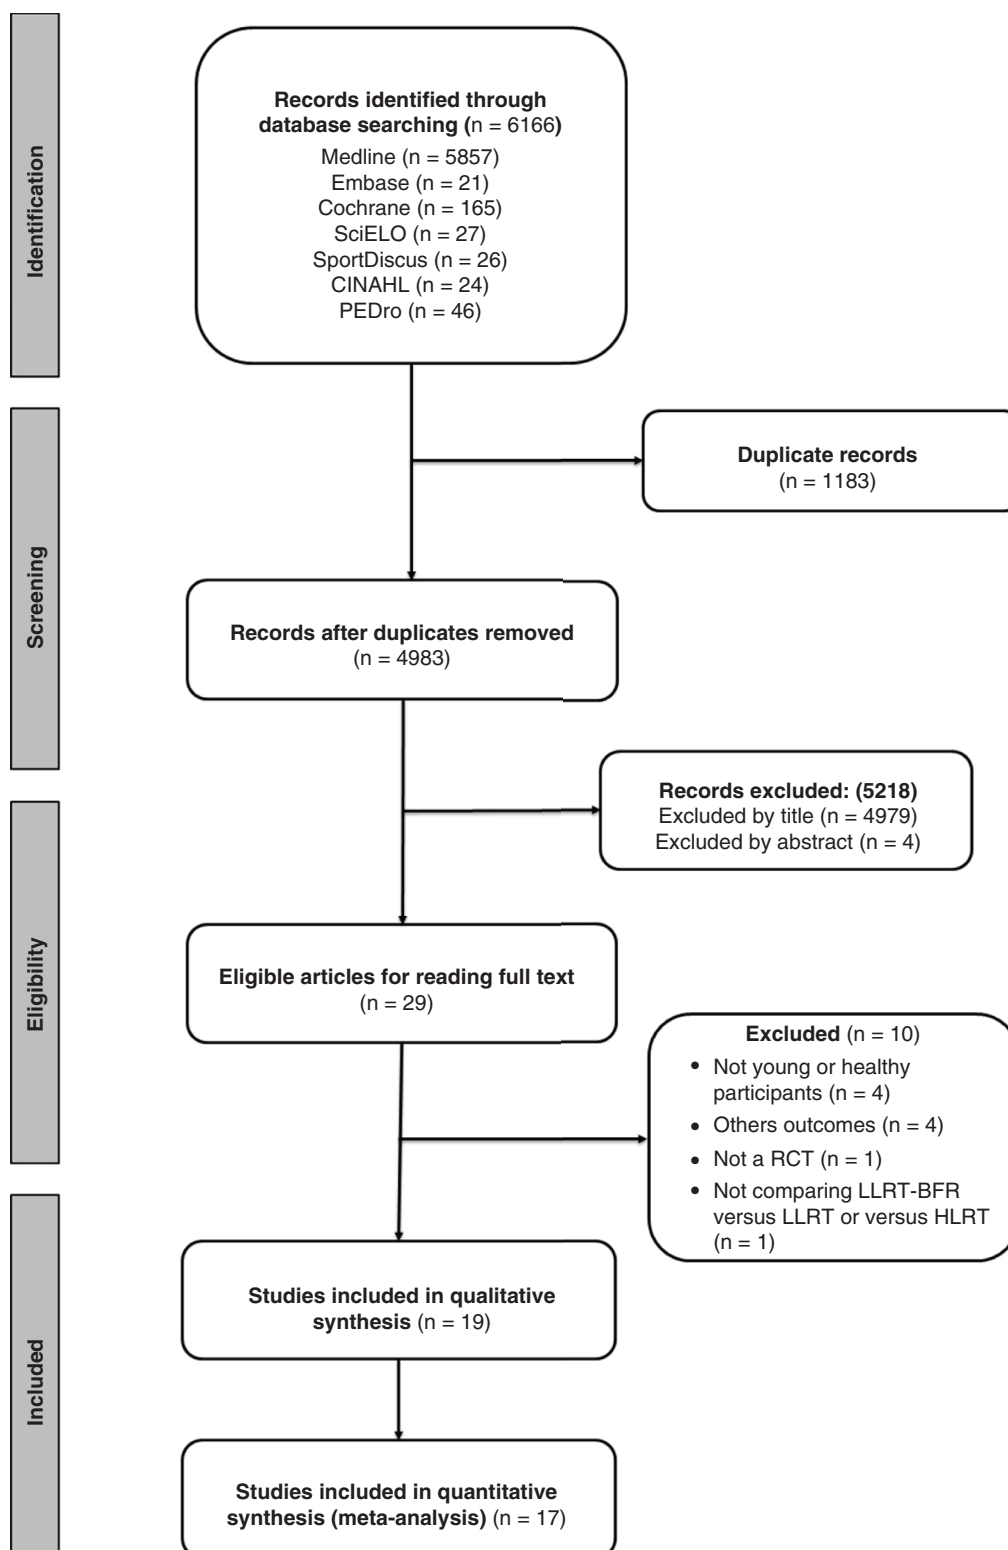 Identification
Records identified through
database searching (n = 6166)
Medline (n = 5857)
Embase (n = 21)
Cochrane (n = 165)
SciELO (n = 27)
SportDiscus (n = 26)
CINAHL (n = 24)
PEDro (n = 46)
Screening
Duplicate records
(n = 1183)
Records after duplicates removed
(n = 4983)
Records excluded: (5218)
Excluded by title (n = 4979)
Excluded by abstract (n = 4)
Eligibility
Eligible articles for reading full text
(n = 29)
Excluded (n = 10)
• Not young or healthy
participants (n = 4)
• Others outcomes (n = 4)
• Not a RCT (n = 1)
• Not comparing LLRT-BFR
versus LLRT or versus HLRT
(n = 1)
Included
Studies included in qualitative
synthesis (n = 19)
Studies included in quantitative
synthesis (meta-analysis) (n = 17)